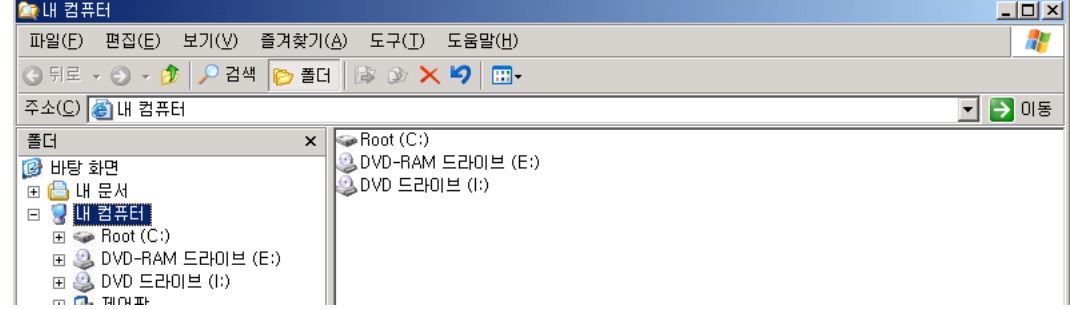 내 컴퓨터
파일(F) 편집(E) 보기(V) 즐겨찾기(A) 도구(T) 도움말(H)
뒤로 검색 폴더
주소(C) 내 컴퓨터 이동
폴더
바탕 화면
내 문서
내 컴퓨터
Root (C:)
DVD-RAM 드라이브 (E:)
DVD 드라이브 (I:)
제어판
Root (C:)
DVD-RAM 드라이브 (E:)
DVD 드라이브 (I:)